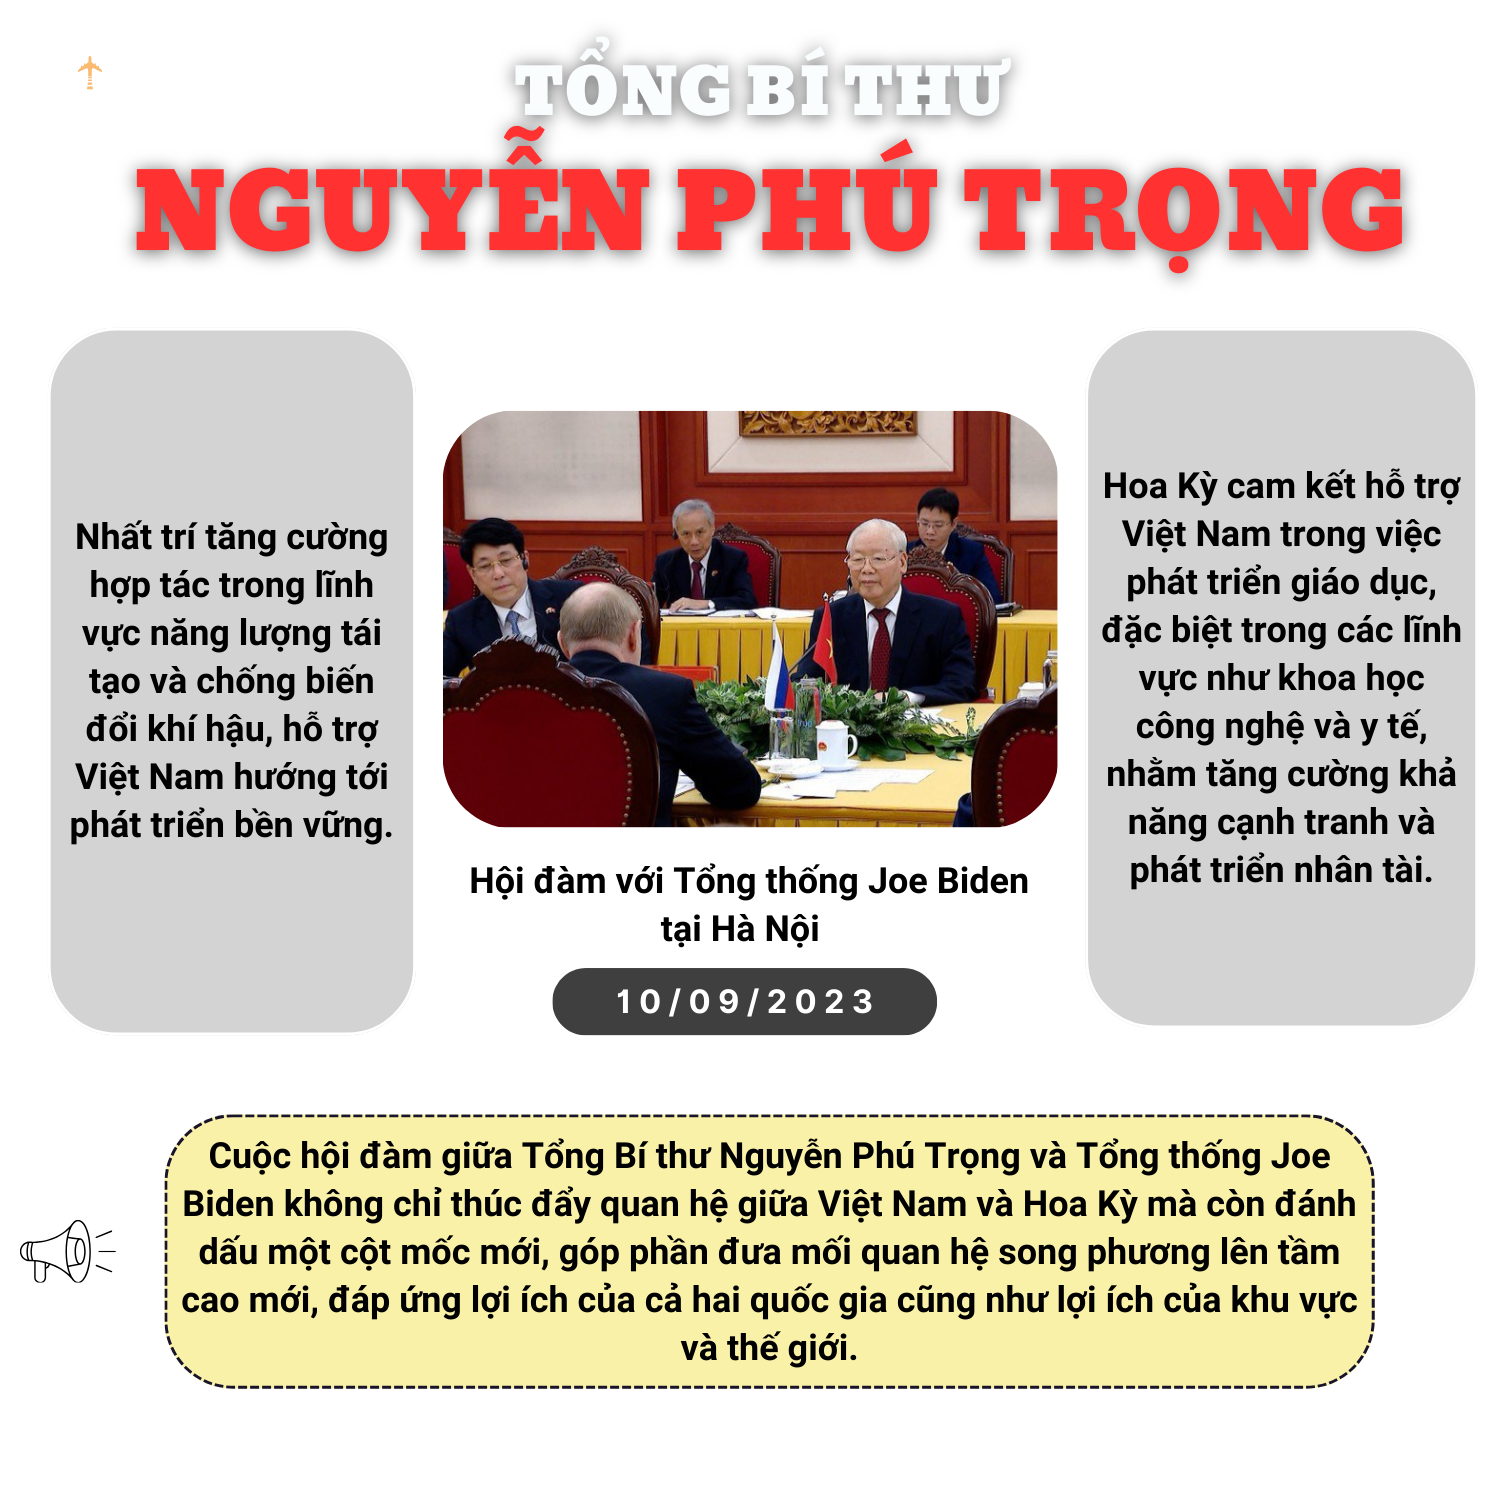 TỔNG BÍ THƯ
NGUYỄN PHÚ TRỌNG
Nhất trí tăng cường
hợp tác trong lĩnh
vực năng lượng tái
tạo và chống biến
đổi khí hậu, hỗ trợ
Việt Nam hướng tới
phát triển bền vững.
Hội đàm với Tổng thống Joe Biden
tại Hà Nội
10/09/2023
Hoa Kỳ cam kết hỗ trợ
Việt Nam trong việc
phát triển giáo dục,
đặc biệt trong các lĩnh
vực như khoa học
công nghệ và y tế,
nhằm tăng cường khả
năng cạnh tranh và
phát triển nhân tài.
Cuộc hội đàm giữa Tổng Bí thư Nguyễn Phú Trọng và Tổng thống Joe
Biden không chỉ thúc đẩy quan hệ giữa Việt Nam và Hoa Kỳ mà còn đánh
dấu một cột mốc mới, góp phần đưa mối quan hệ song phương lên tầm
cao mới, đáp ứng lợi ích của cả hai quốc gia cũng như lợi ích của khu vực
và thế giới.